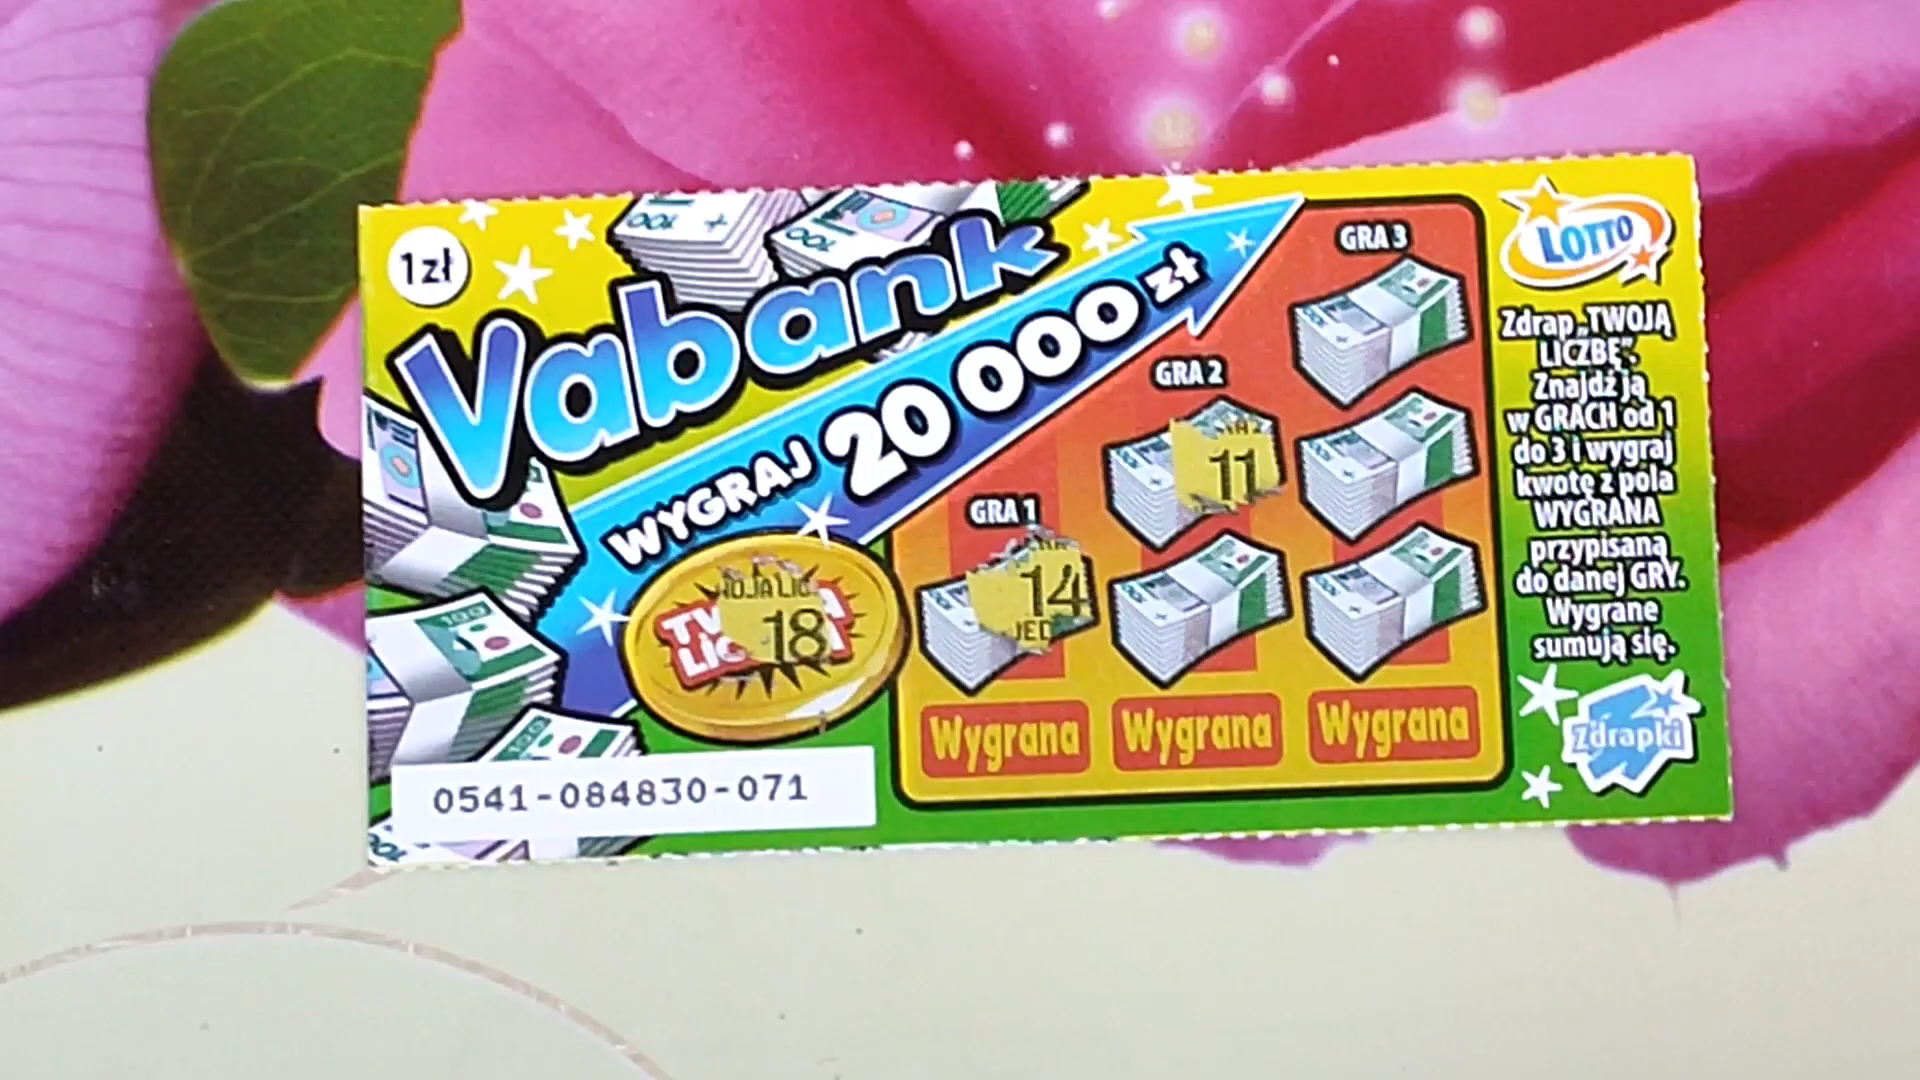 1zł
Vabank
WYGRAJ 20 000 zł
LOTTO
Zdrap „TWOJĄ
LICZBĘ”.
Znajdź ją
w GRACH od 1
do 3 i wygraj
kwotę z pola
WYGRANA
przypisaną
do danej GRY.
Wygrane
sumują się.
Zdrapki
GRA 3
GRA 2
11
GRA 1
14
18
Wygrana Wygrana Wygrana
0541-084830-071